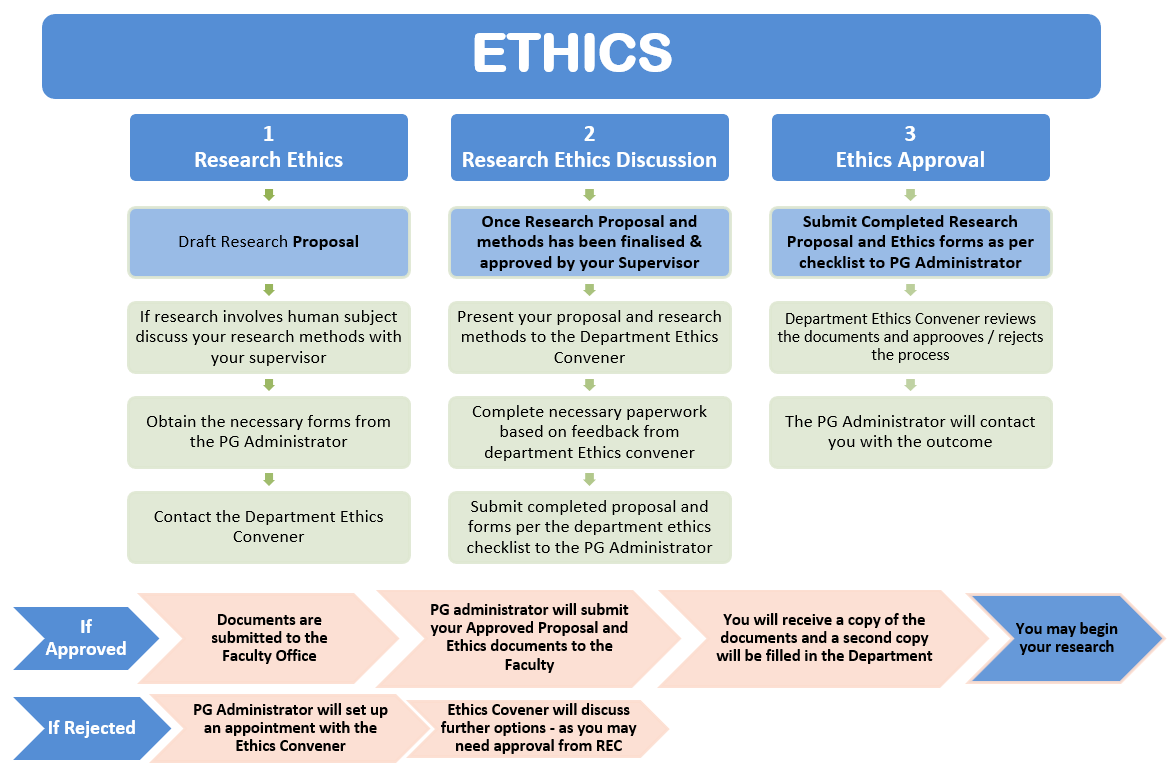 ETHICS
1
Research Ethics
Draft Research Proposal
If research involves human subject
discuss your research methods with
your supervisor
Obtain the necessary forms from
the PG Administrator
Contact the Department Ethics
Convener
2
Research Ethics Discussion
Once Research Proposal and
methods has been finalised &
approved by your Supervisor
Present your proposal and research
methods to the Department Ethics
Convener
Complete necessary paperwork
based on feedback from
department Ethics convener
Submit completed proposal and
forms per the department ethics
checklist to the PG Administrator
3
Ethics Approval
Submit Completed Research
Proposal and Ethics forms as per
checklist to PG Administrator
Department Ethics Convener reviews
the documents and approoves / rejects
the process
The PG Administrator will contact
you with the outcome
If
Approved
Documents are
submitted to the
Faculty Office
PG administrator will submit
your Approved Proposal and
Ethics documents to the
Faculty
You will receive a copy of the
documents and a second copy
will be filled in the Department
You may begin
your research
If Rejected
PG Administrator will set up
an appointment with the
Ethics Convener
Ethics Covener will discuss
further options - as you may
need approval from REC